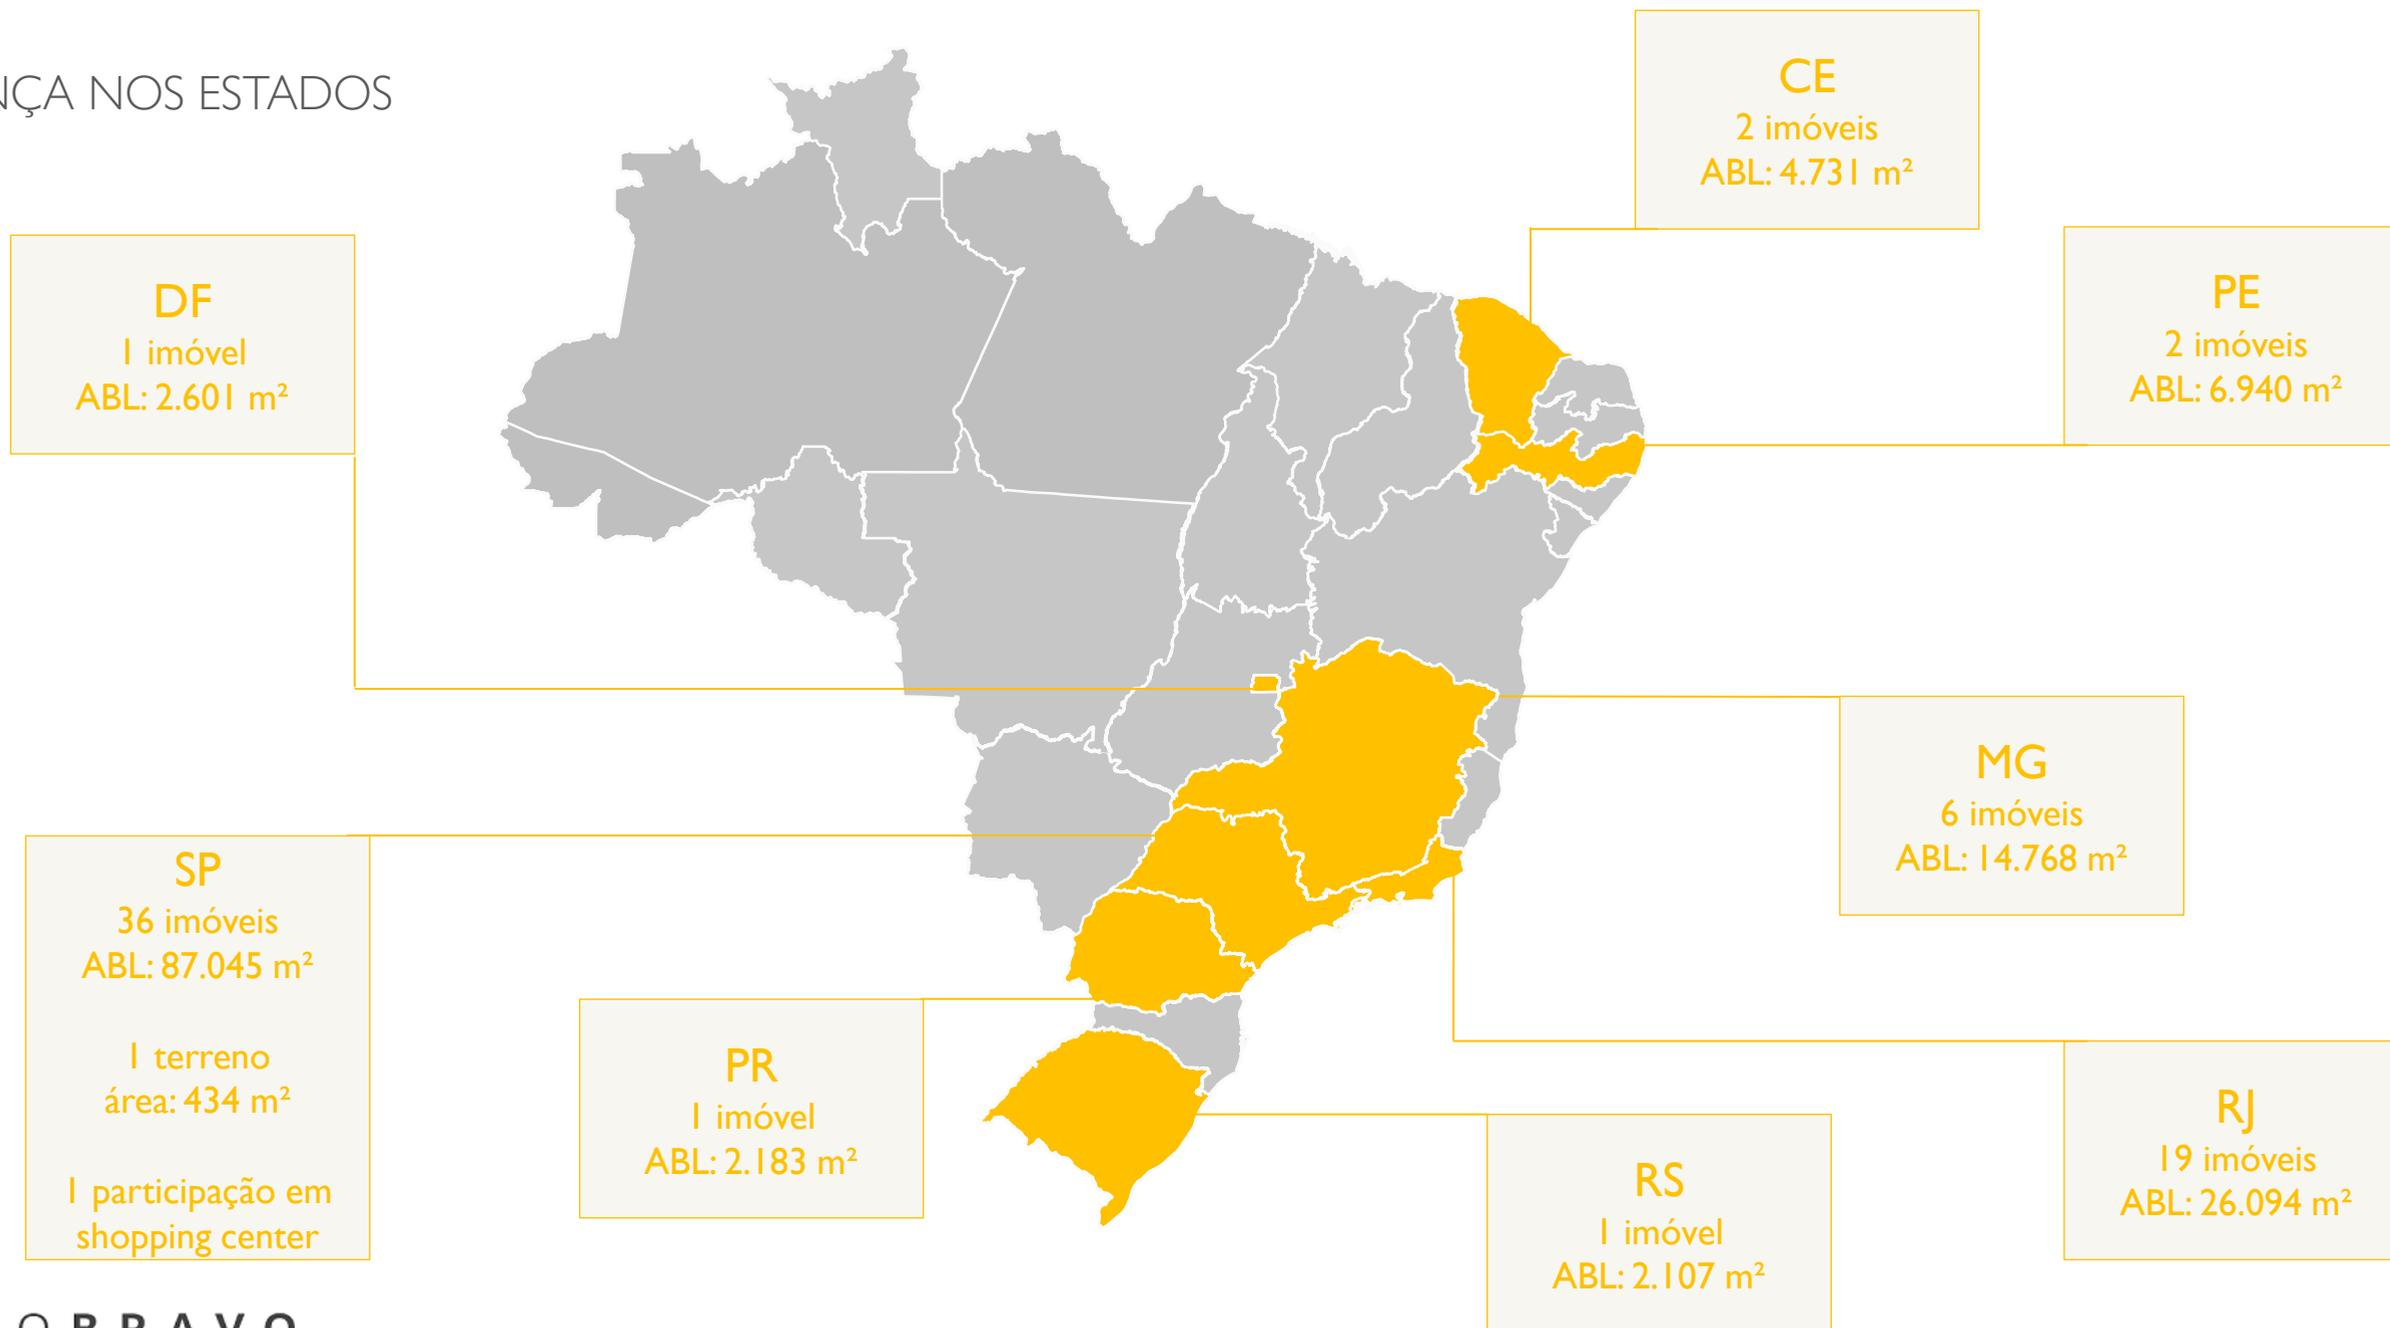 NOS ESTADOS
CE
2 imóveis
ABL: 4.731 m²
DF
1 imóvel
ABL: 2.601 m²
PE
2 imóveis
ABL: 6.940 m²
MG
6 imóveis
ABL: 14.768 m²
SP
36 imóveis
ABL: 87.045 m²
1 terreno
área: 434 m²
1 participação em
shopping center
PR
1 imóvel
ABL: 2.183 m²
RS
1 imóvel
ABL: 2.107 m²
RJ
19 imóveis
ABL: 26.094 m²
BRAVO